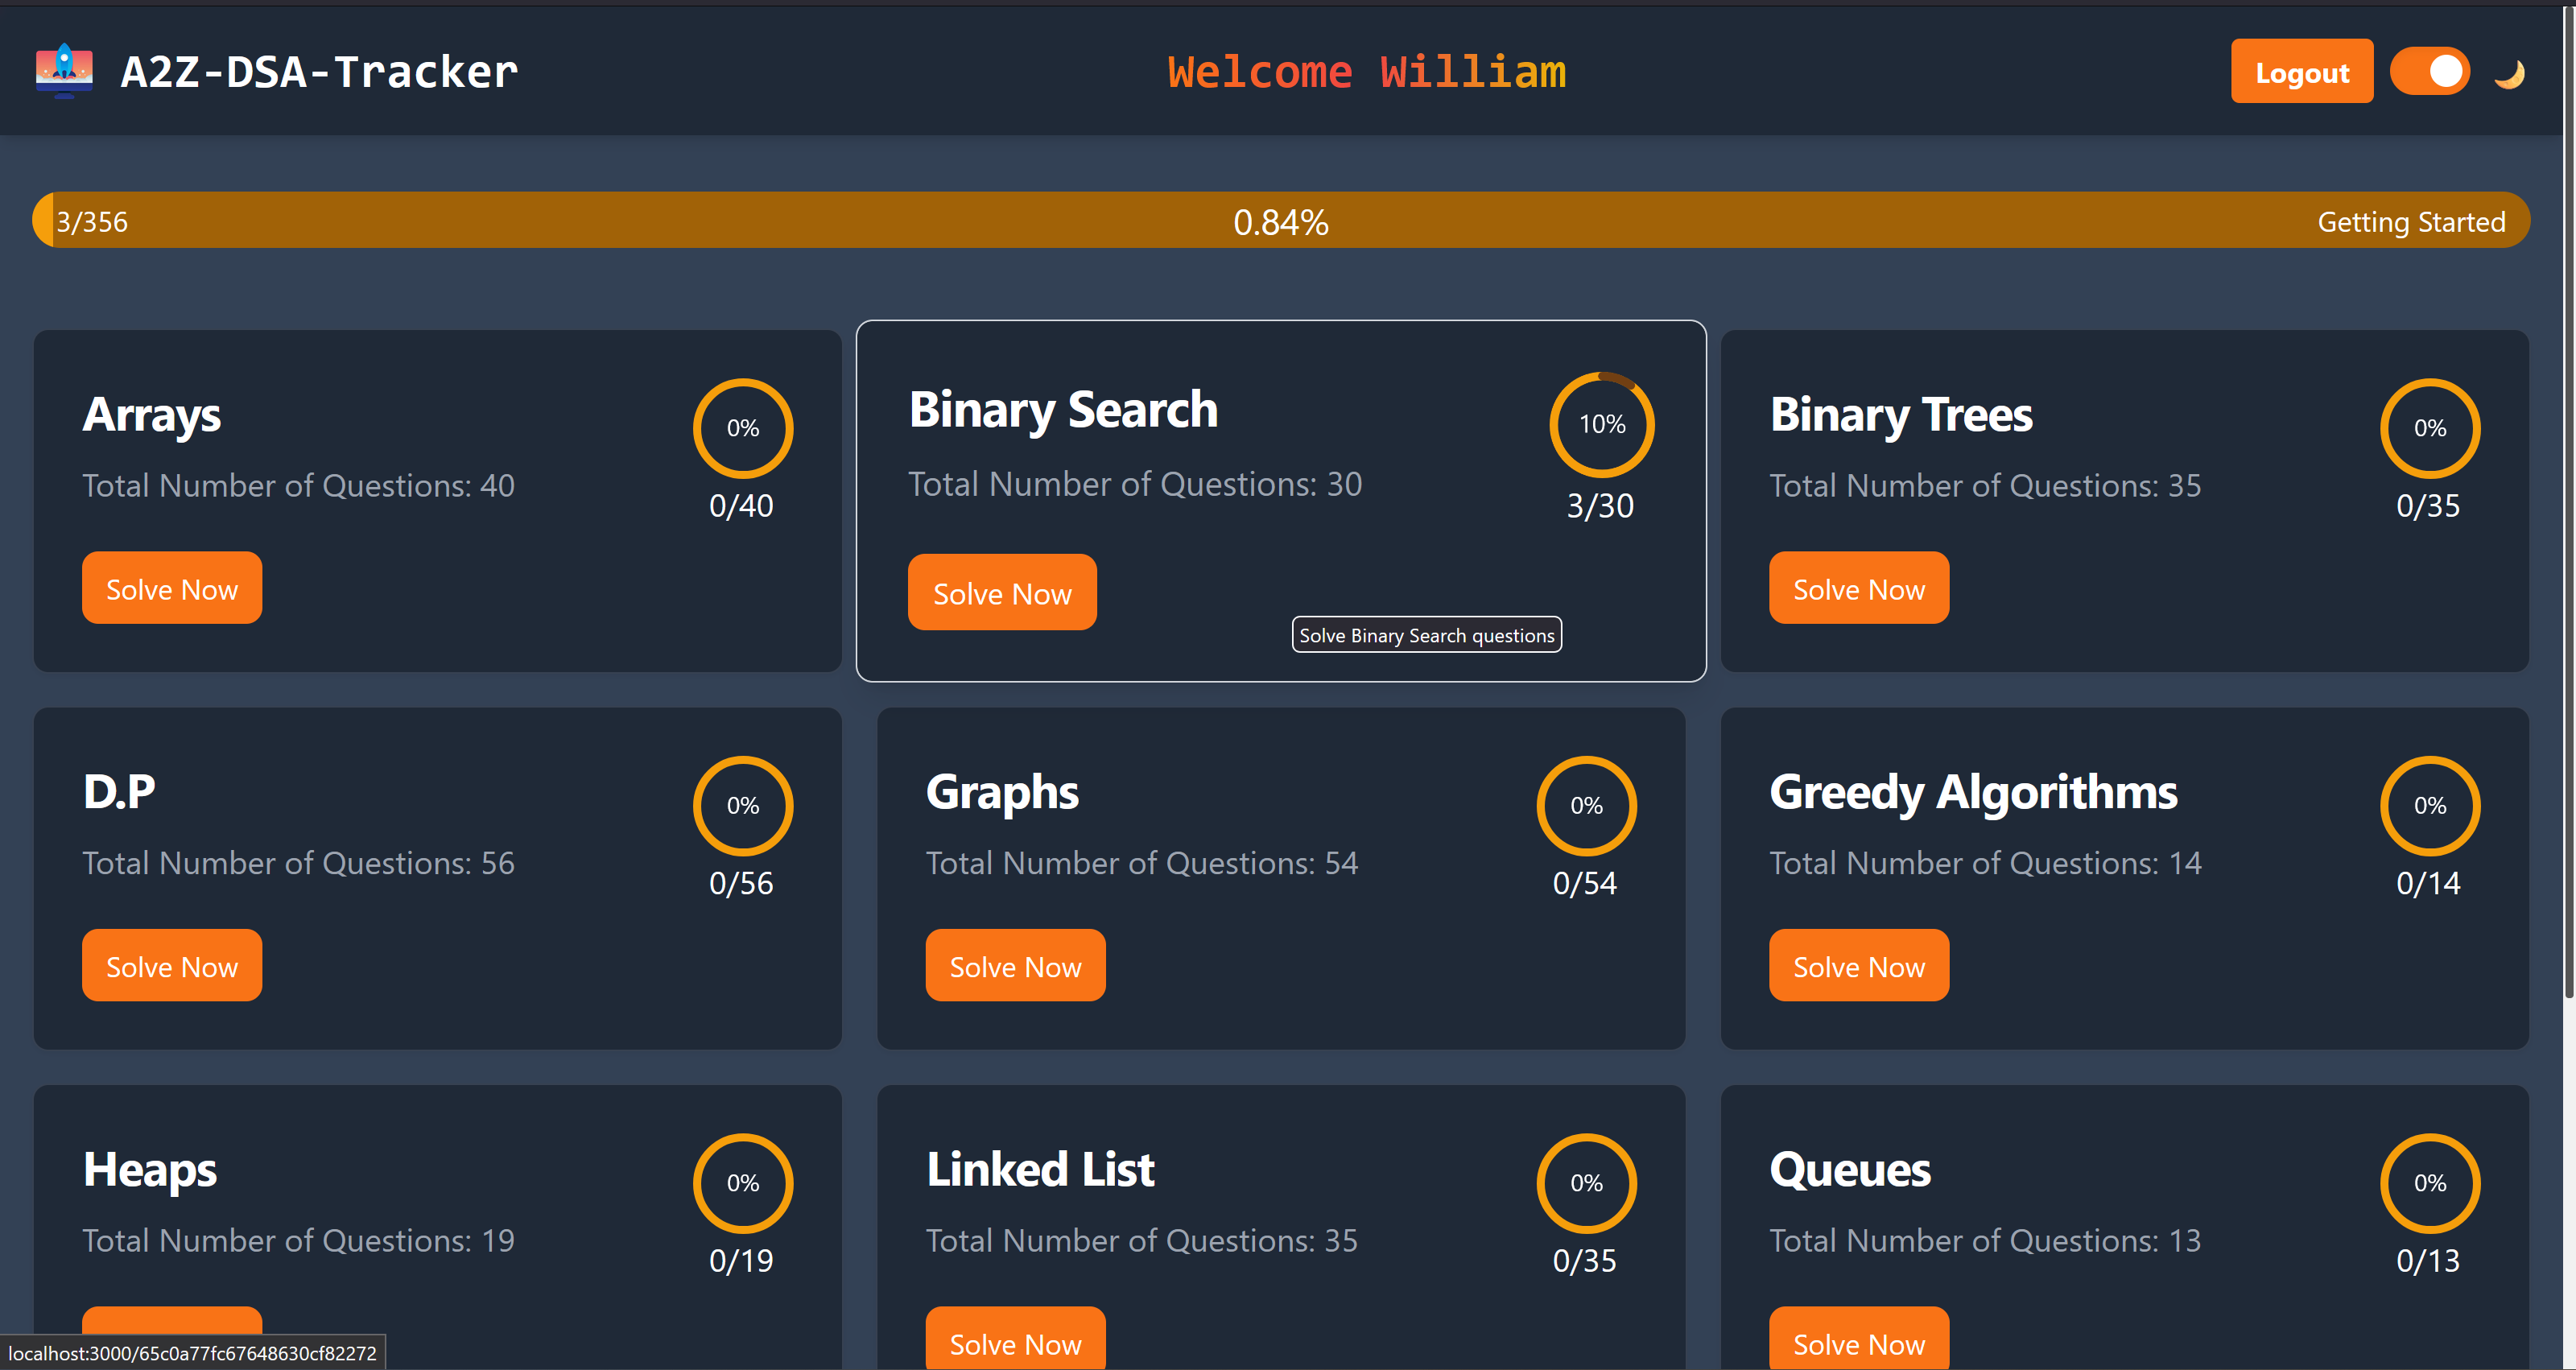 A2Z-DSA-Tracker
Welcome William
Logout
3/356
0.84%
Getting Started
Arrays
Total Number of Questions: 40
0%
0/40
Solve Now
Binary Search
Total Number of Questions: 30
10%
3/30
Solve Now
Solve Binary Search questions
Binary Trees
Total Number of Questions: 35
0%
0/35
Solve Now
D.P
Total Number of Questions: 56
0%
0/56
Solve Now
Graphs
Total Number of Questions: 54
0%
0/54
Solve Now
Greedy Algorithms
Total Number of Questions: 14
0%
0/14
Solve Now
Heaps
Total Number of Questions: 19
0%
0/19
Linked List
Total Number of Questions: 35
0%
0/35
Solve Now
Queues
Total Number of Questions: 13
0%
0/13
Solve Now
localhost:3000/65c0a77fc67648630cf82272